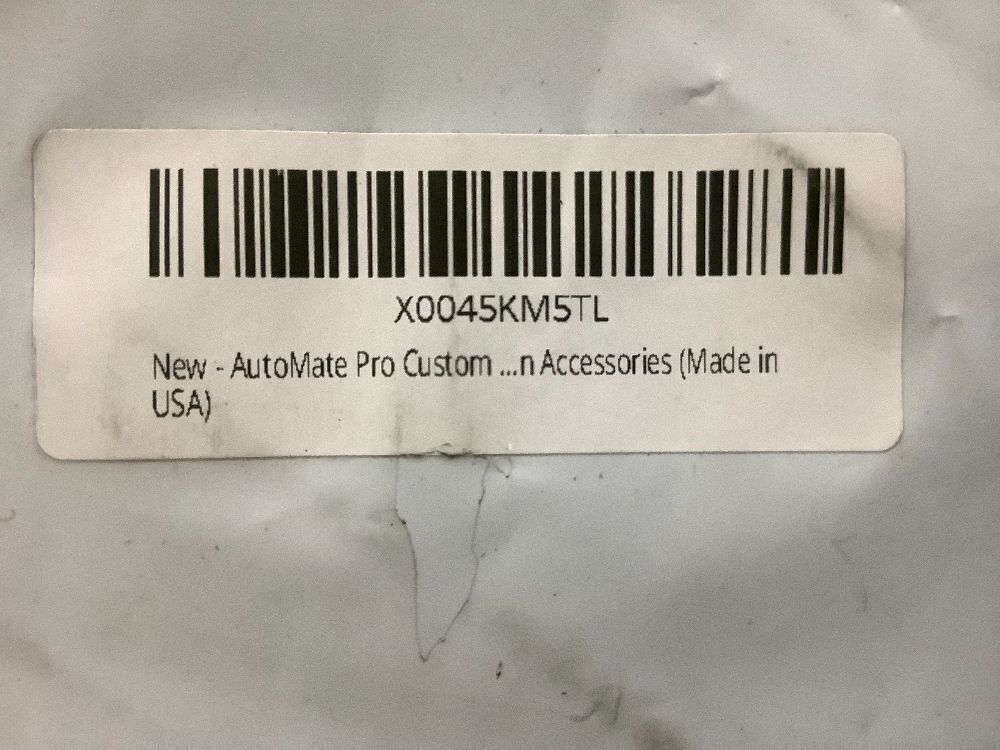 X0045KM5TL
New - AutoMate Pro Custom ...n Accessories (Made in
USA)